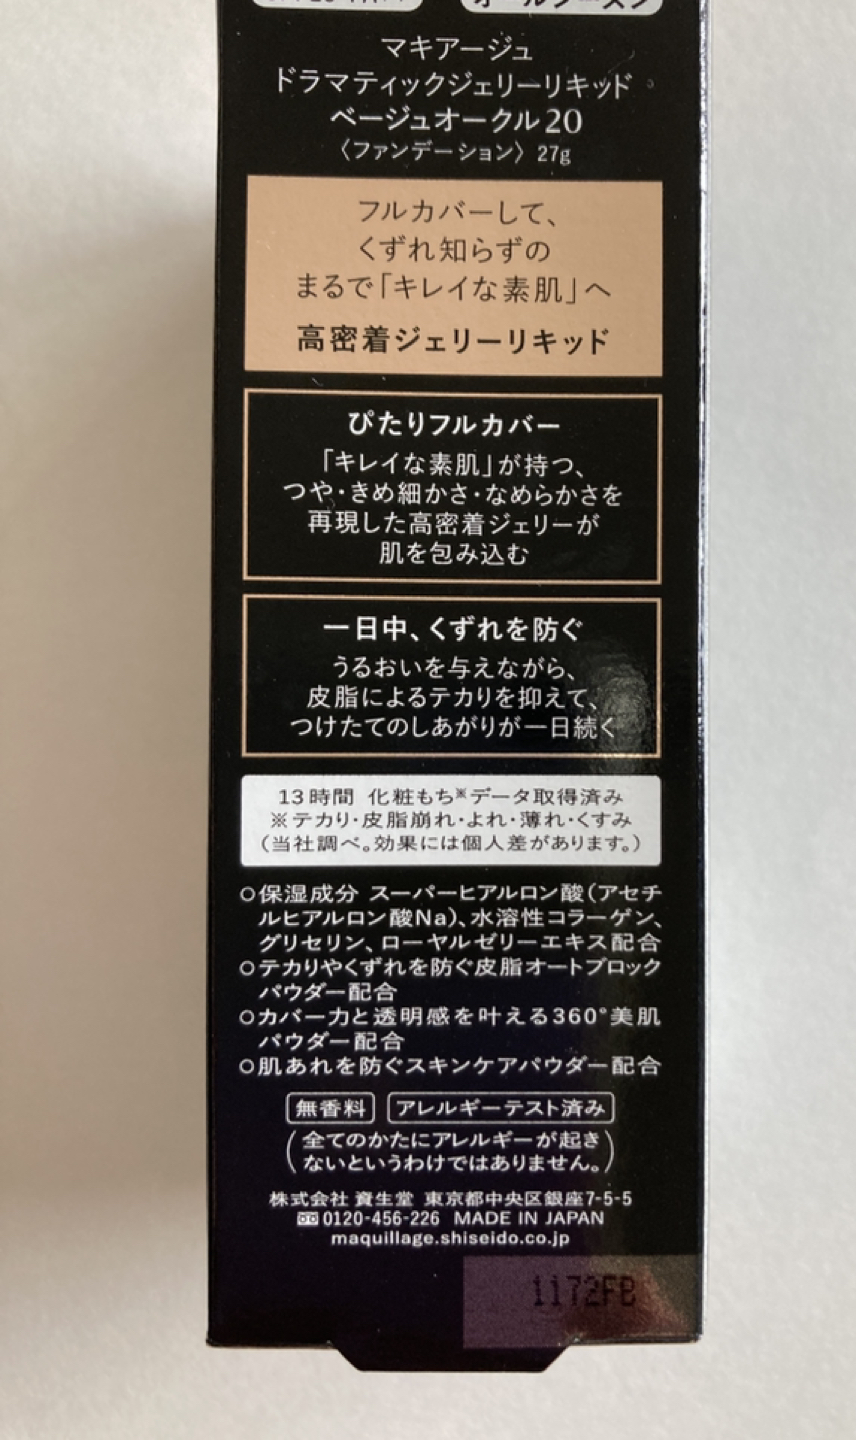 オールシーズン
マキアージュ
ドラマティックジェリーリキッド
ベージュオークル20
〈ファンデーション〉27g
フルカバーして、
くずれ知らずの
まるで「キレイな素肌」へ
高密着ジェリーリキッド
ぴたりフルカバー
「キレイな素肌」が持つ、
つや・きめ細かさ・なめらかさを
再現した高密着ジェリーが
肌を包み込む
一日中、くずれを防ぐ
うるおいを与えながら、
皮脂によるテカリを抑えて、
つけたてのしあがりが一日続く
13時間 化粧もち※データ取得済み
※テカリ・皮脂崩れ・よれ・薄れ・くすみ
(当社調べ。効果には個人差があります。)
○保湿成分 スーパーヒアルロン酸(アセチ
ルヒアルロン酸Na)、水溶性コラーゲン、
グリセリン、ローヤルゼリーエキス配合
○テカリやくずれを防ぐ皮脂オートブロック
パウダー配合
○カバー力と透明感を叶える360°美肌
パウダー配合
○肌あれを防ぐスキンケアパウダー配合
無香料 アレルギーテスト済み
(全てのかたにアレルギーが起き
ないというわけではありません。)
株式会社 資生堂 東京都中央区銀座7-5-5
0120-456-226 MADE IN JAPAN
maquillage.shiseido.co.jp
1172FB